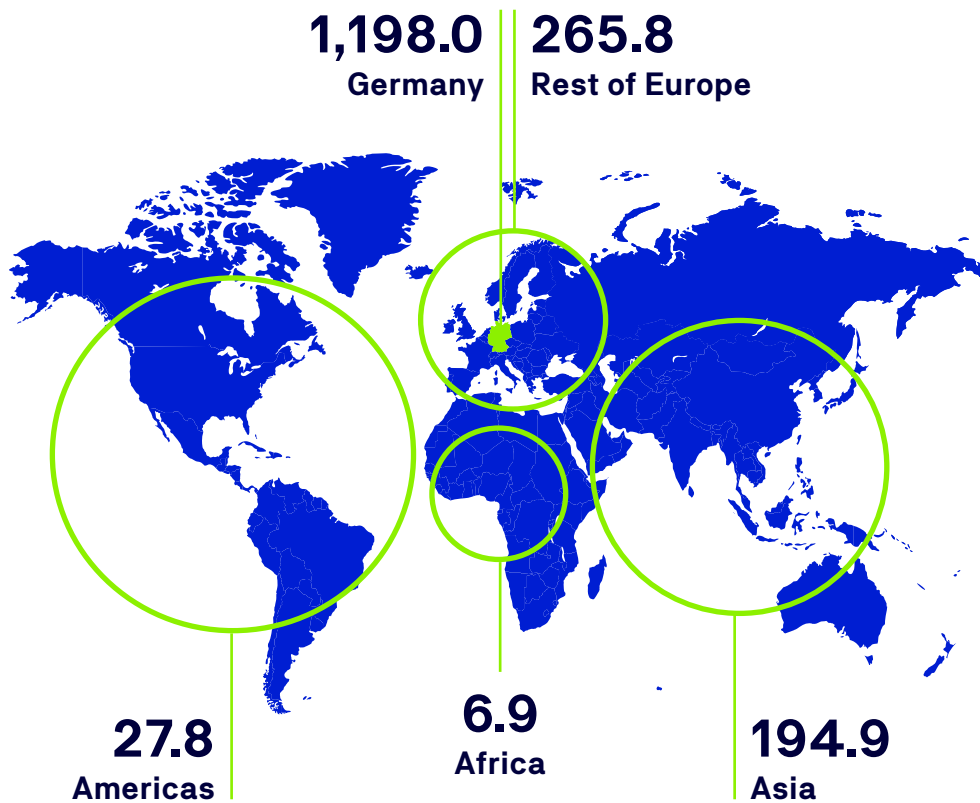 1,198.0
Germany
265.8
Rest of Europe
27.8
Americas
6.9
Africa
194.9
Asia